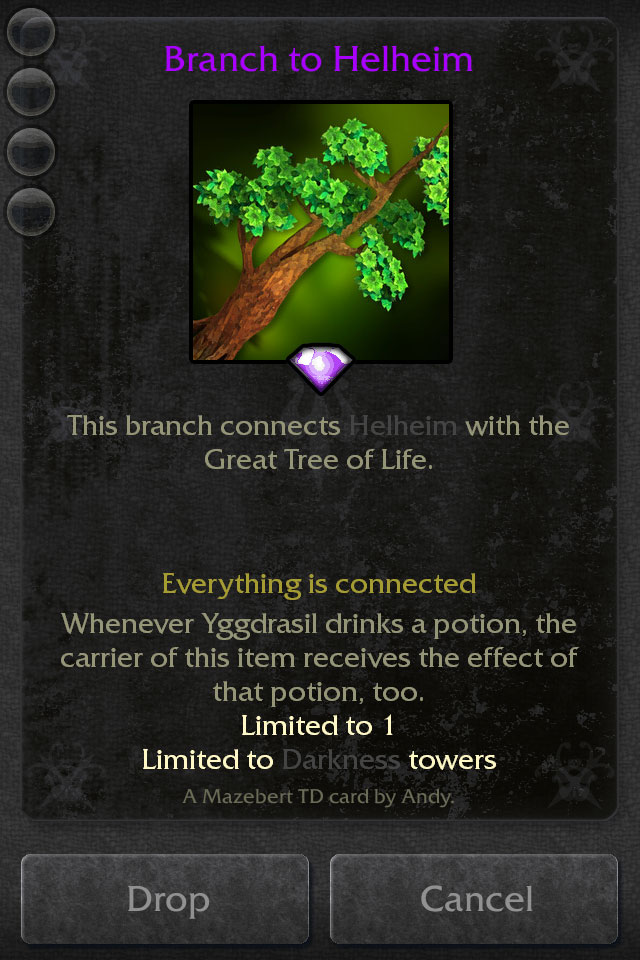 Branch to Helheim
This branch connects Helheim with the
Great Tree of Life.
Everything is connected
Whenever Yggdrasil drinks a potion, the
carrier of this item receives the effect of
that potion, too.
Limited to 1
Limited to Darkness towers
A Mazebert TD card by Andy.
Drop
Cancel